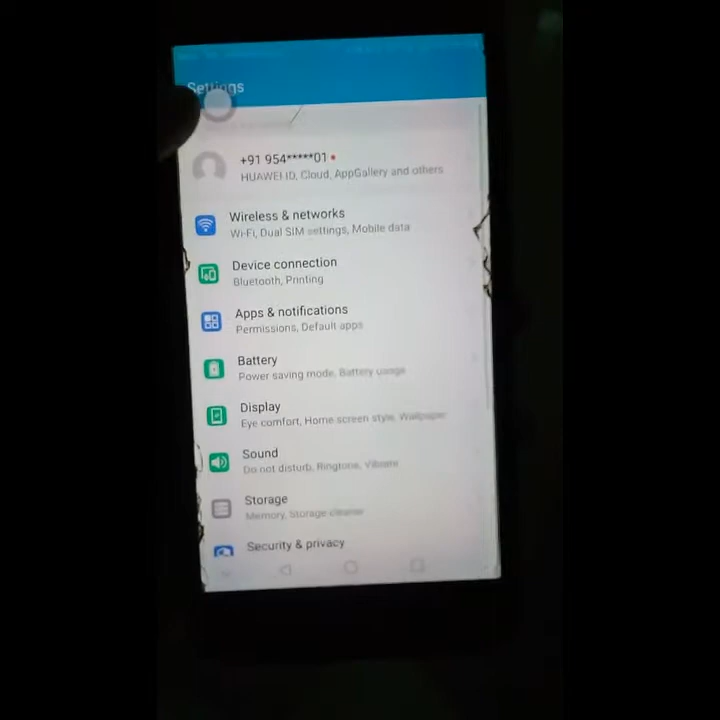 Settings
+91 954*****01
HUAWEI ID, Cloud, AppGallery and others
Wireless & networks
Wi-Fi, Dual SIM settings, Mobile data
Device connection
Bluetooth, Printing
Apps & notifications
Permissions, Default apps
Battery
Power saving mode, Battery usage
Display
Eye comfort, Home screen style, Wallpaper
Sound
Do not disturb, Ringtone, Vibrate
Storage
Memory, Storage cleaner
Security & privacy